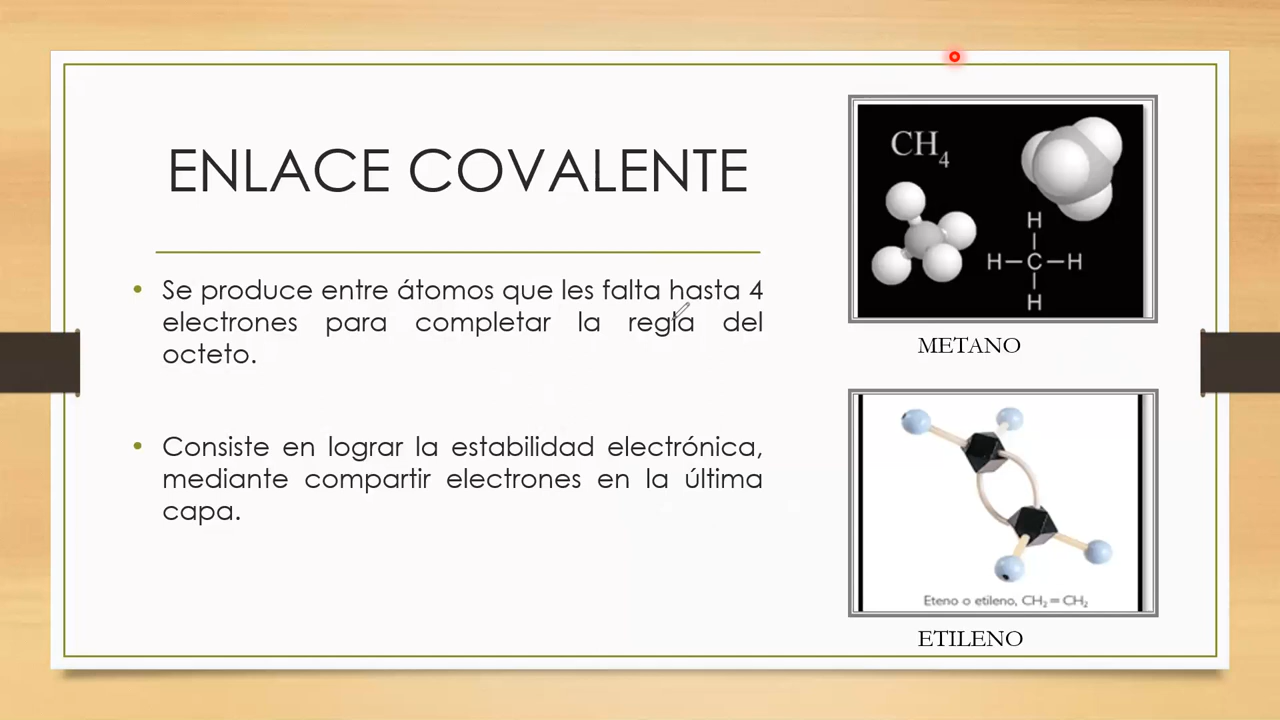 ENLACE COVALENTE
Se produce entre átomos que les falta hasta 4
electrones para completar la regla del
octeto.
Consiste en lograr la estabilidad electrónica,
mediante compartir electrones en la última
capa.
CH₄
H
H—C—H
H
METANO
Eteno o etileno, CH₂=CH₂
ETILENO